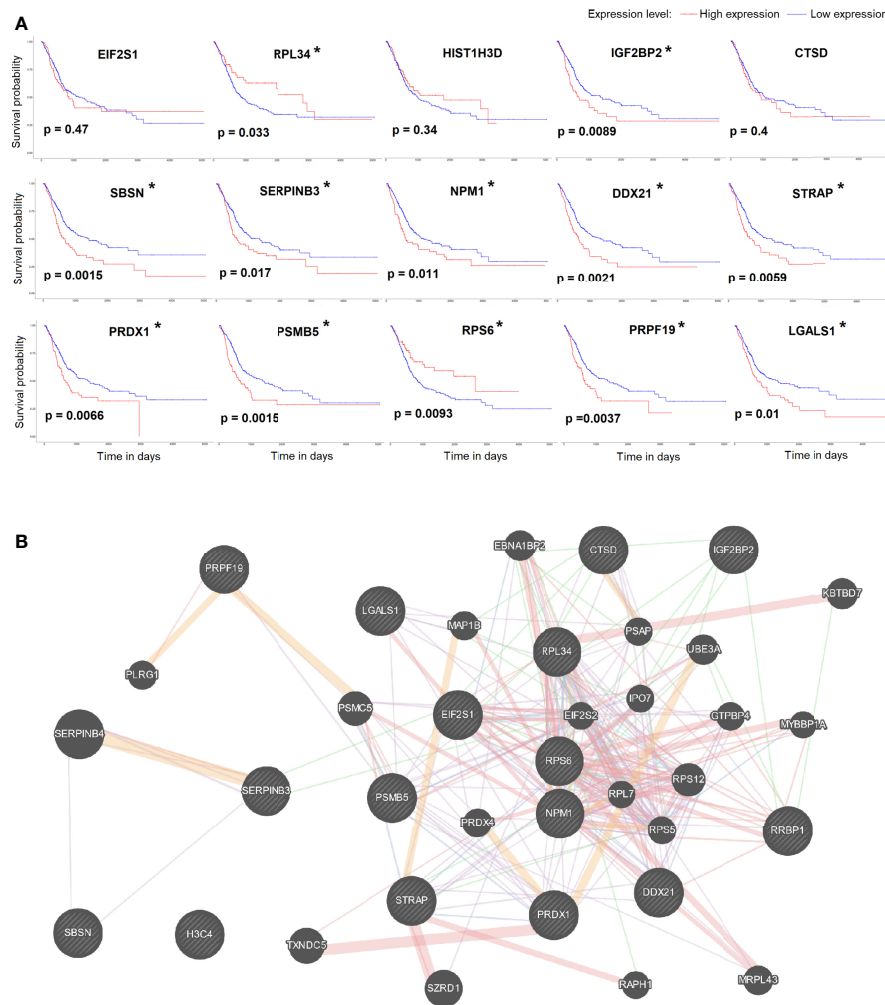 A
Expression level: High expression Low expression
EIF2S1 RPL34 * HIST1H3D IGF2BP2 * CTSD
Survival probability
p = 0.47 p = 0.033 p = 0.34 p = 0.0089 p = 0.4
SBSN * SERPINB3 * NPM1 * DDX21 * STRAP *
Survival probability
p = 0.0015 p = 0.017 p = 0.011 p = 0.0021 p = 0.0059
PRDX1 * PSMB5 * RPS6 * PRPF19 * LGALS1 *
Survival probability
p = 0.0066 p = 0.0015 p = 0.0093 p =0.0037 p = 0.01
Time in days Time in days Time in days Time in days Time in days
B
EBNA1BP2
CTSD
IGF2BP2
PRPF19
KBTBD7
LGALS1
MAP1B
PSAP
UBE3A
RPL34
PLRG1
IPO7
PSMC5
EIF2S1
EIF2S2
GTPBP4
MYBBP1A
SERPINB4
RPS6
RPS12
SERPINB3
PSMB5
RPL7
NPM1
PRDX4
RPS5
RRBP1
DDX21
STRAP
PRDX1
SBSN
H3C4
TXNDC5
SZRD1
RAPH1
MRPL43